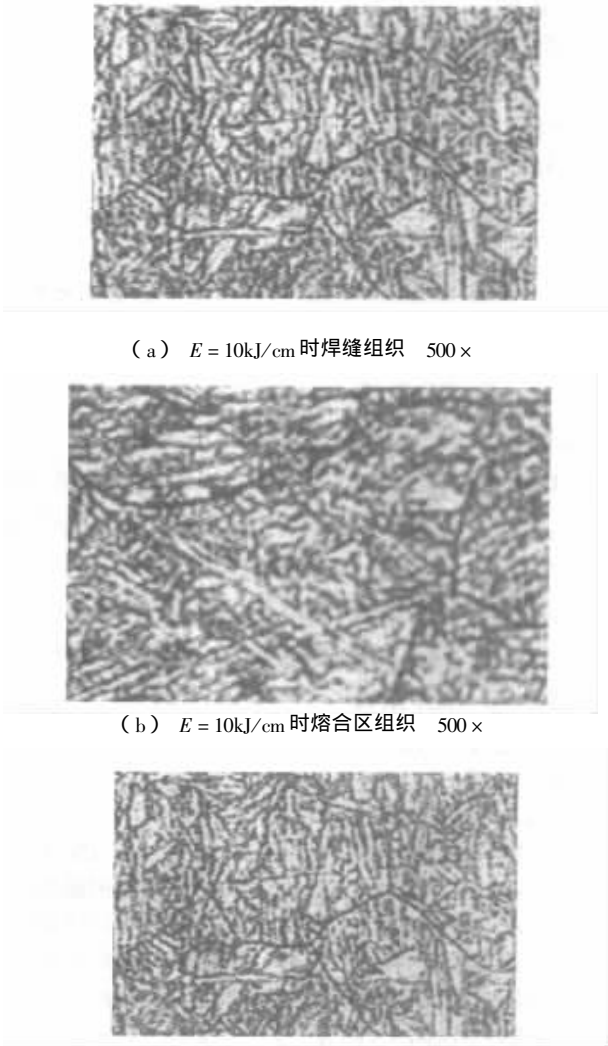 （a） E = 10kJ/cm 时焊缝组织 500×
（b） E = 10kJ/cm 时熔合区组织 500×